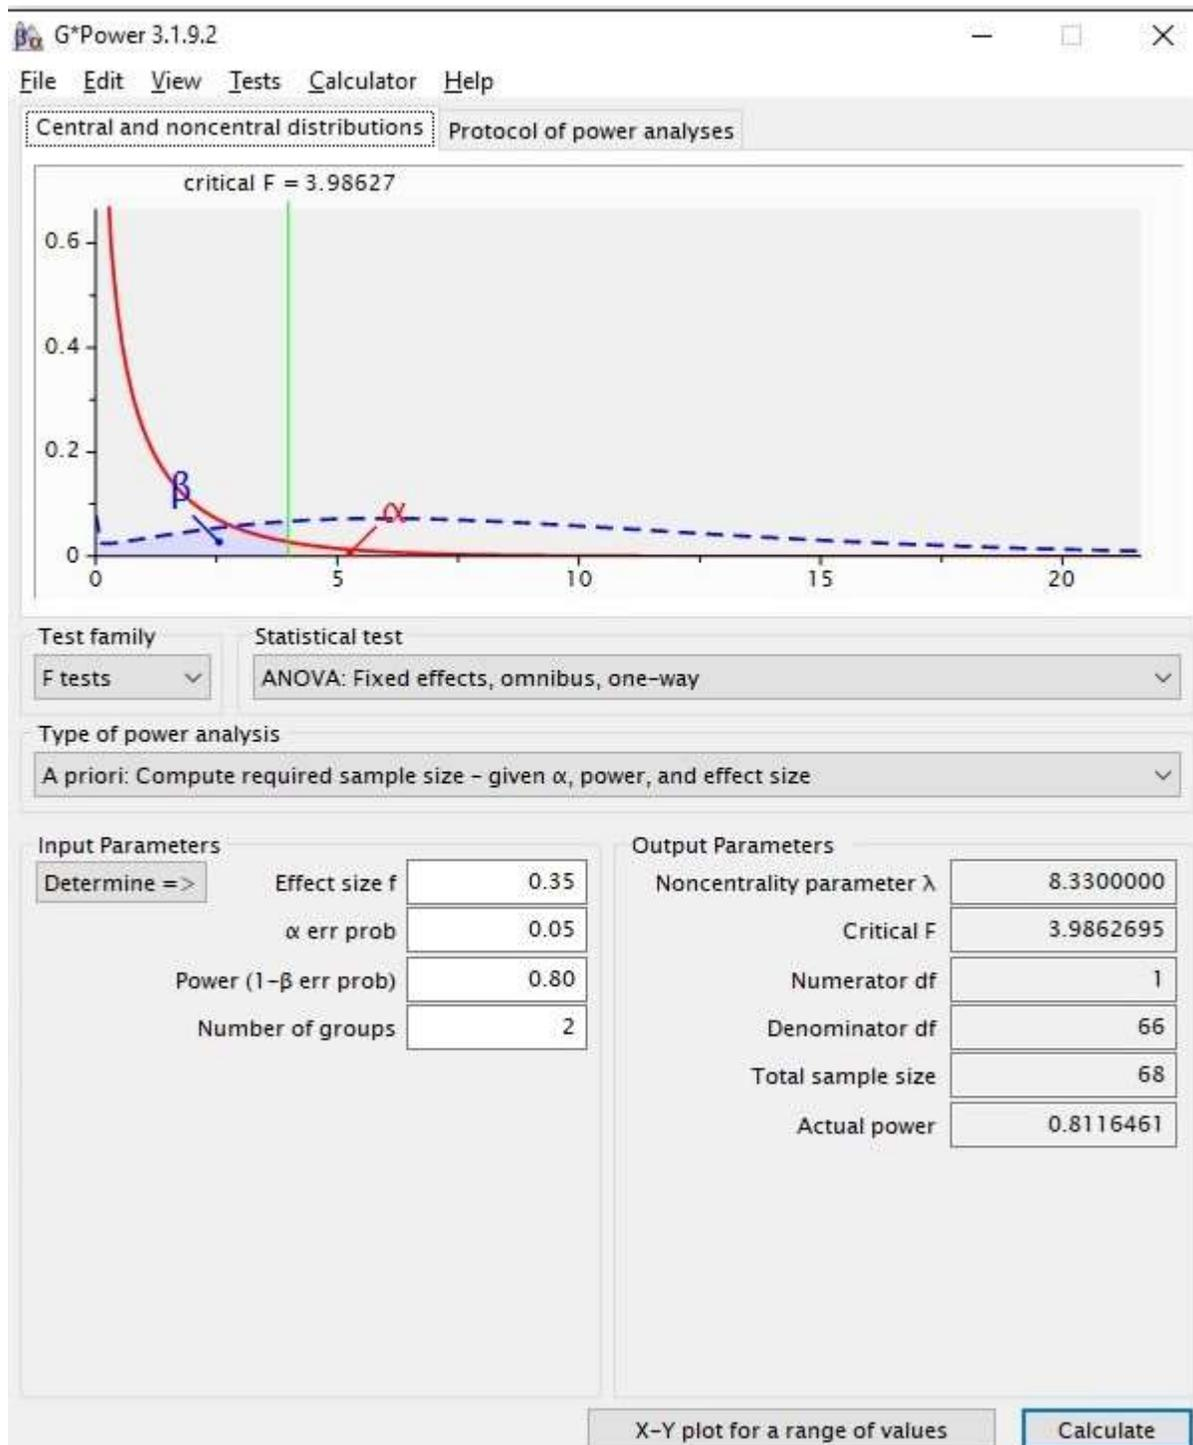 G*Power 3.1.9.2
File Edit View Tests Calculator Help
Central and noncentral distributions Protocol of power analyses
critical F = 3.98627
0.6
0.4
0.2
0
β
α
0 5 10 15 20
Test family Statistical test
F tests ANOVA: Fixed effects, omnibus, one-way
Type of power analysis
A priori: Compute required sample size - given α, power, and effect size
Input Parameters
Determine =>
Effect size f 0.35
α err prob 0.05
Power (1-β err prob) 0.80
Number of groups 2
Output Parameters
Noncentrality parameter λ 8.3300000
Critical F 3.9862695
Numerator df 1
Denominator df 66
Total sample size 68
Actual power 0.8116461
X-Y plot for a range of values Calculate